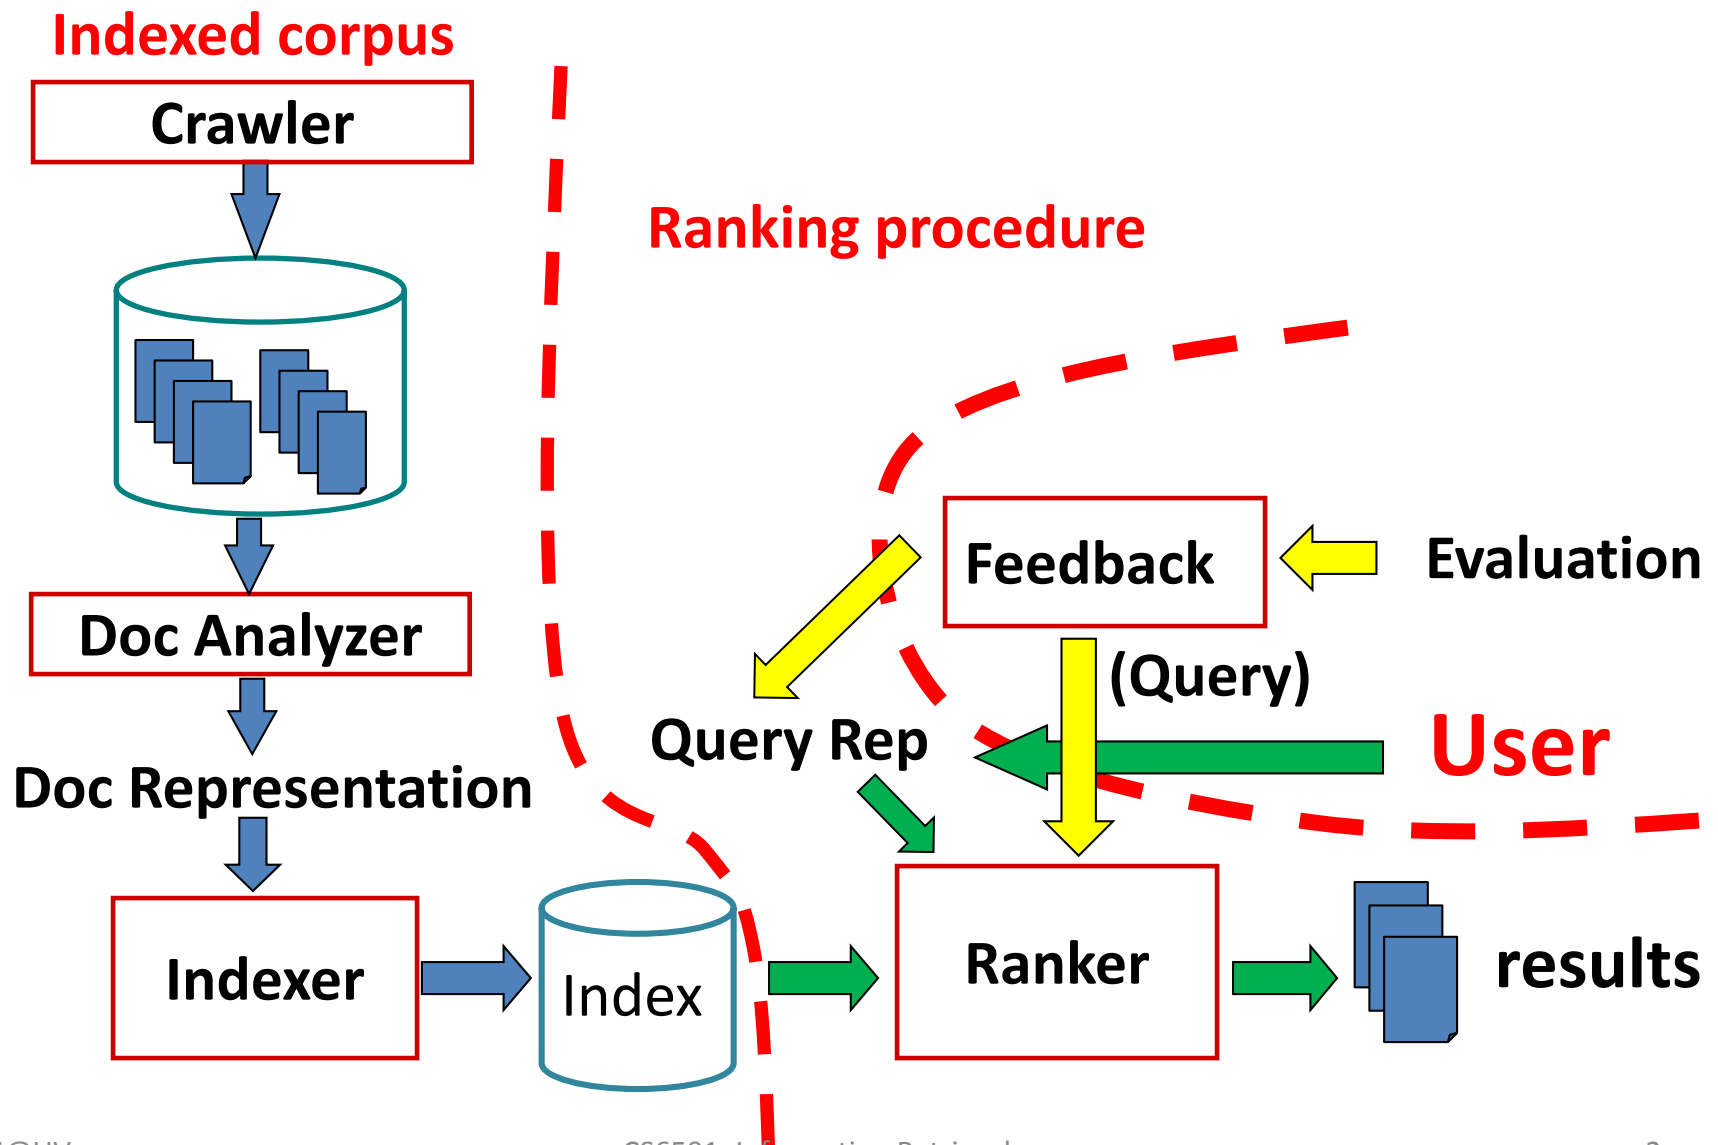 Indexed corpus
Crawler
Ranking procedure
Feedback
Evaluation
Doc Analyzer
(Query)
Query Rep
User
Doc Representation
Indexer
Index
Ranker
results